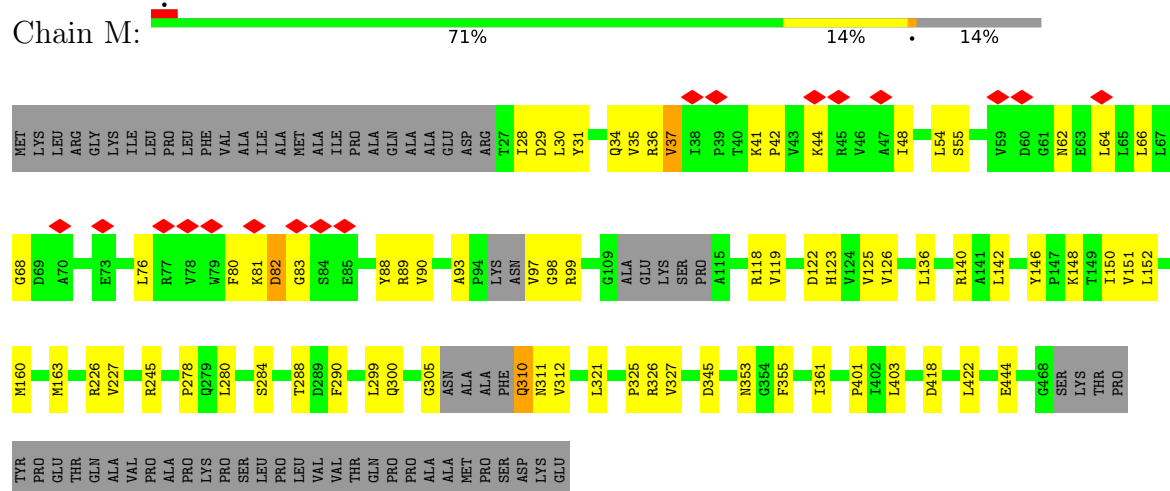 Chain M:
71% 14% • 14%
MET LYS LEU ARG GLY LYS ILE LEU PRO LEU PHE VAL ALA ILE ALA MET ALA ILE PRO ALA GLN ALA ALA GLU ASP ARG T27 I28 D29 L30 Y31 Q34 V35 R36 V37 I38 P39 T40 K41 P42 V43 K44 R45 V46 A47 I48 L54 S55 V59 D60 G61 N62 E63 L64 L65 L66 L67
G68 D69 A70 E73 L76 R77 V78 W79 F80 K81 D82 G83 S84 E85 Y88 R89 V90 A93 P94 LYS ASN V97 G98 R99 G109 ALA GLU LYS SER PRO A115 R118 V119 D122 H123 V124 V125 V126 L136 R140 A141 L142 Y146 P147 K148 T149 I150 V151 L152
M160 M163 R226 V227 R245 P278 Q279 L280 S284 T288 D289 F290 L299 Q300 G305 ASN ALA ALA PHE Q310 N311 V312 L321 P325 R326 V327 D345 N353 G354 F355 I361 P401 I402 L403 D418 L422 E444 G468 SER LYS THR PRO
TYR PRO GLU THR GLN ALA VAL PRO ALA PRO LYS PRO SER LEU PRO LEU VAL VAL THR GLN PRO PRO ALA ALA MET PRO SER ASP LYS GLU